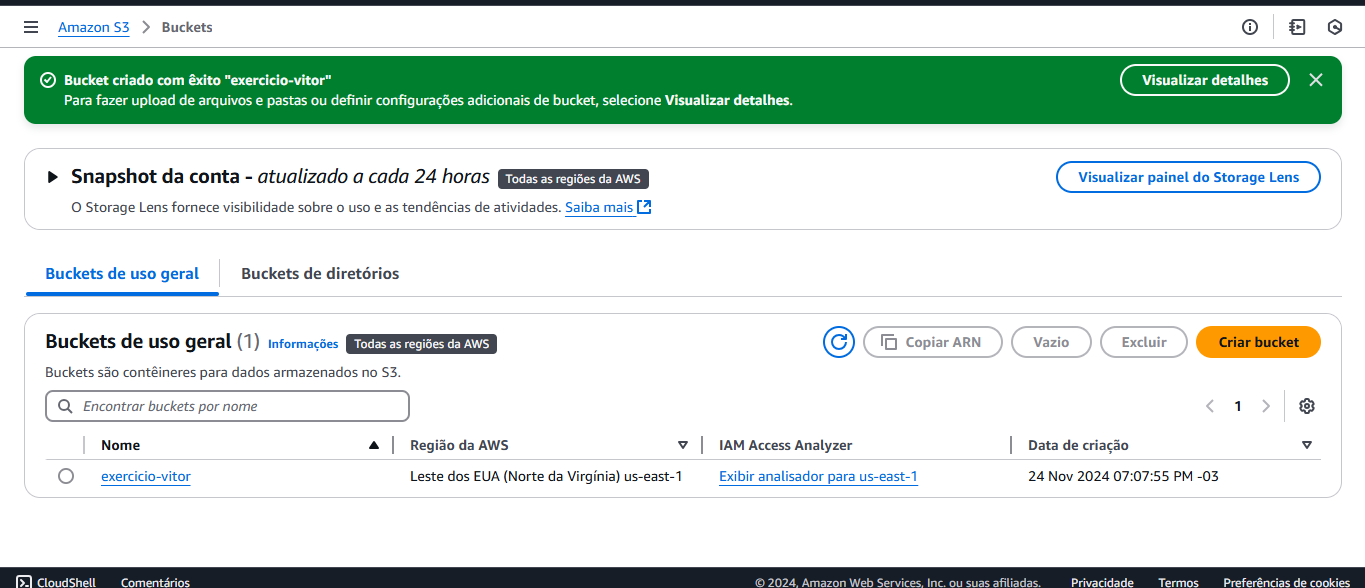 Amazon S3 > Buckets
Bucket criado com êxito "exercicio-vitor"
Para fazer upload de arquivos e pastas ou definir configurações adicionais de bucket, selecione Visualizar detalhes.
Visualizar detalhes
Snapshot da conta - atualizado a cada 24 horas Todas as regiões da AWS
O Storage Lens fornece visibilidade sobre o uso e as tendências de atividades. Saiba mais
Visualizar painel do Storage Lens
Buckets de uso geral Buckets de diretórios
Buckets de uso geral (1) Informações Todas as regiões da AWS
Copiar ARN Vazio Excluir Criar bucket
Buckets são contêineres para dados armazenados no S3.
Encontrar buckets por nome
1
Nome Região da AWS IAM Access Analyzer Data de criação
exercicio-vitor Leste dos EUA (Norte da Virgínia) us-east-1 Exibir analisador para us-east-1 24 Nov 2024 07:07:55 PM -03
CloudShell Comentários © 2024, Amazon Web Services, Inc. ou suas afiliadas. Privacidade Termos Preferências de cookies